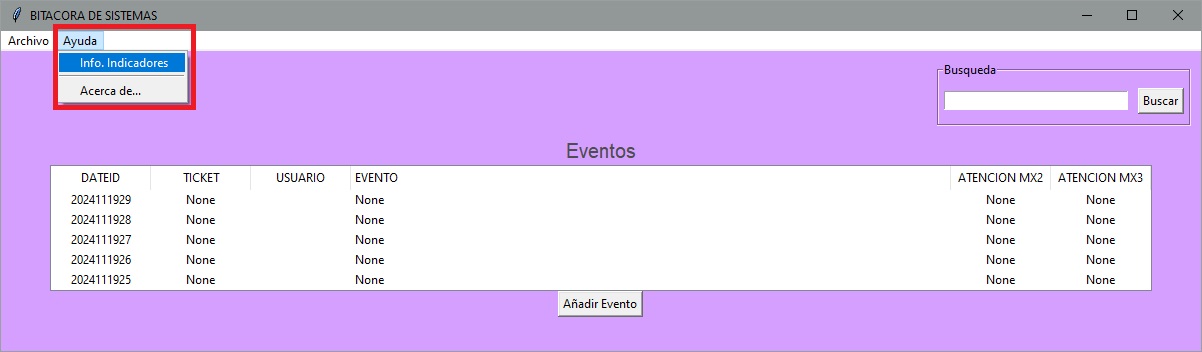 BITACORA DE SISTEMAS
Archivo Ayuda
Info. Indicadores
Acerca de...
Busqueda
Buscar
Eventos
DATEID TICKET USUARIO EVENTO ATENCION MX2 ATENCION MX3
2024111929 None None None None
2024111928 None None None None
2024111927 None None None None
2024111926 None None None None
2024111925 None None None None
Añadir Evento